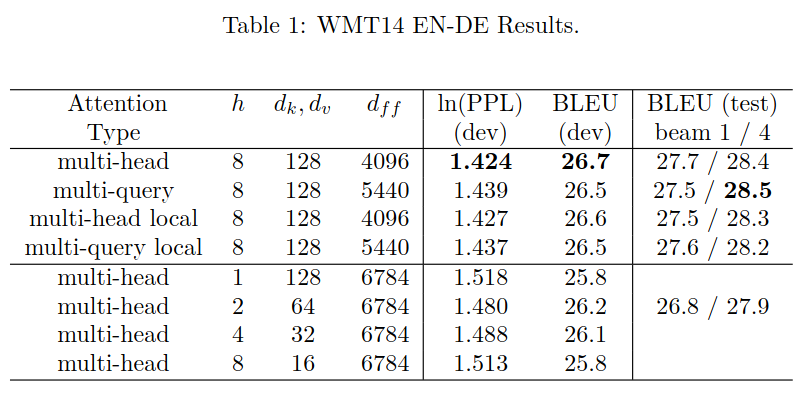 Table 1: WMT14 EN-DE Results.
Attention h d_k, d_v d_ff ln(PPL) BLEU BLEU (test)
Type (dev) (dev) beam 1 / 4
multi-head 8 128 4096 1.424 26.7 27.7 / 28.4
multi-query 8 128 5440 1.439 26.5 27.5 / 28.5
multi-head local 8 128 4096 1.427 26.6 27.5 / 28.3
multi-query local 8 128 5440 1.437 26.5 27.6 / 28.2
multi-head 1 128 6784 1.518 25.8
multi-head 2 64 6784 1.480 26.2 26.8 / 27.9
multi-head 4 32 6784 1.488 26.1
multi-head 8 16 6784 1.513 25.8